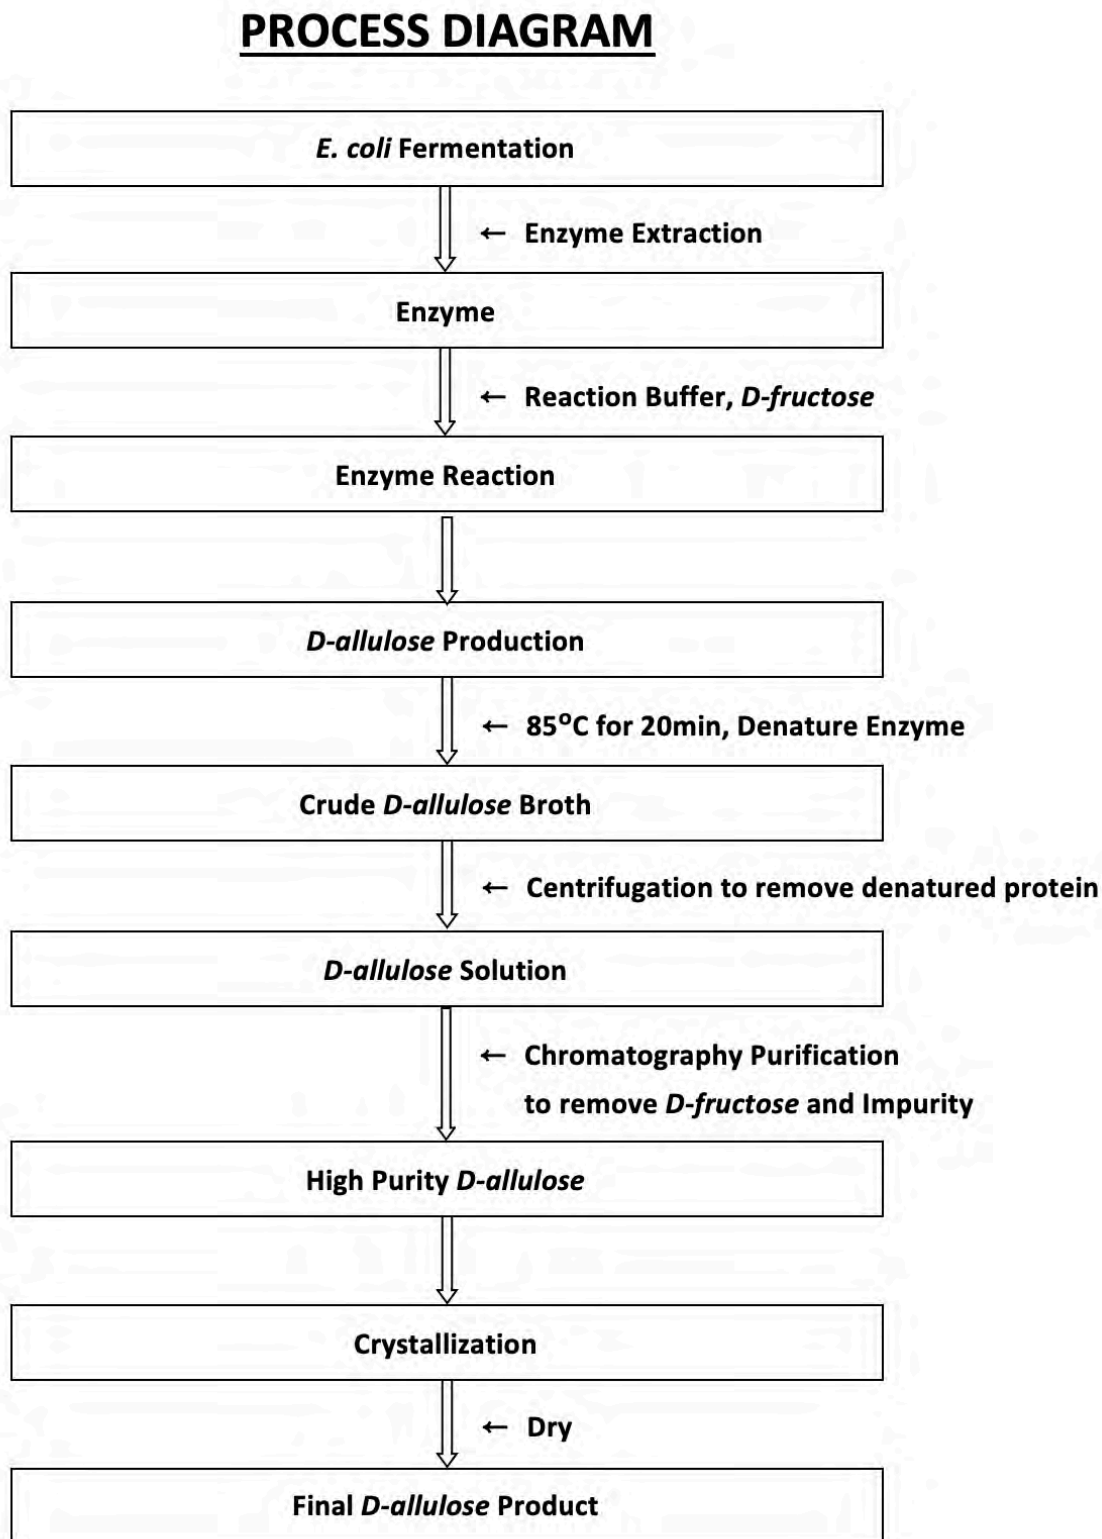 PROCESS DIAGRAM
E. coli Fermentation
← Enzyme Extraction
Enzyme
← Reaction Buffer, D-fructose
Enzyme Reaction
D-allulose Production
← 85°C for 20min, Denature Enzyme
Crude D-allulose Broth
← Centrifugation to remove denatured protein
D-allulose Solution
← Chromatography Purification
to remove D-fructose and Impurity
High Purity D-allulose
Crystallization
← Dry
Final D-allulose Product